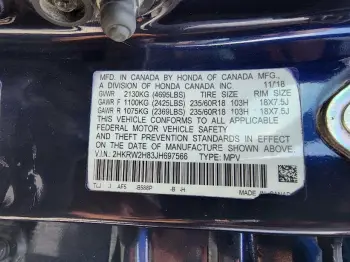 MFD. IN CANADA BY HONDA OF CANADA MFG.,
A DIVISION OF HONDA CANADA INC. 11/18
GVWR 2130KG (4695LBS) TIRE SIZE RIM SIZE
GAWR F 1100KG (2425LBS) 235/60R18 103H 18X7.5J
GAWR R 1075KG (2369LBS) 235/60R18 103H 18X7.5J
THIS VEHICLE CONFORMS TO ALL APPLICABLE
FEDERAL MOTOR VEHICLE SAFETY
AND THEFT PREVENTION STANDARDS
IN EFFECT ON THE DATE OF
MANUFACTURE SHOWN ABOVE.
V.I.N.: 2HKRW2H83JH697566 TYPE: MPV